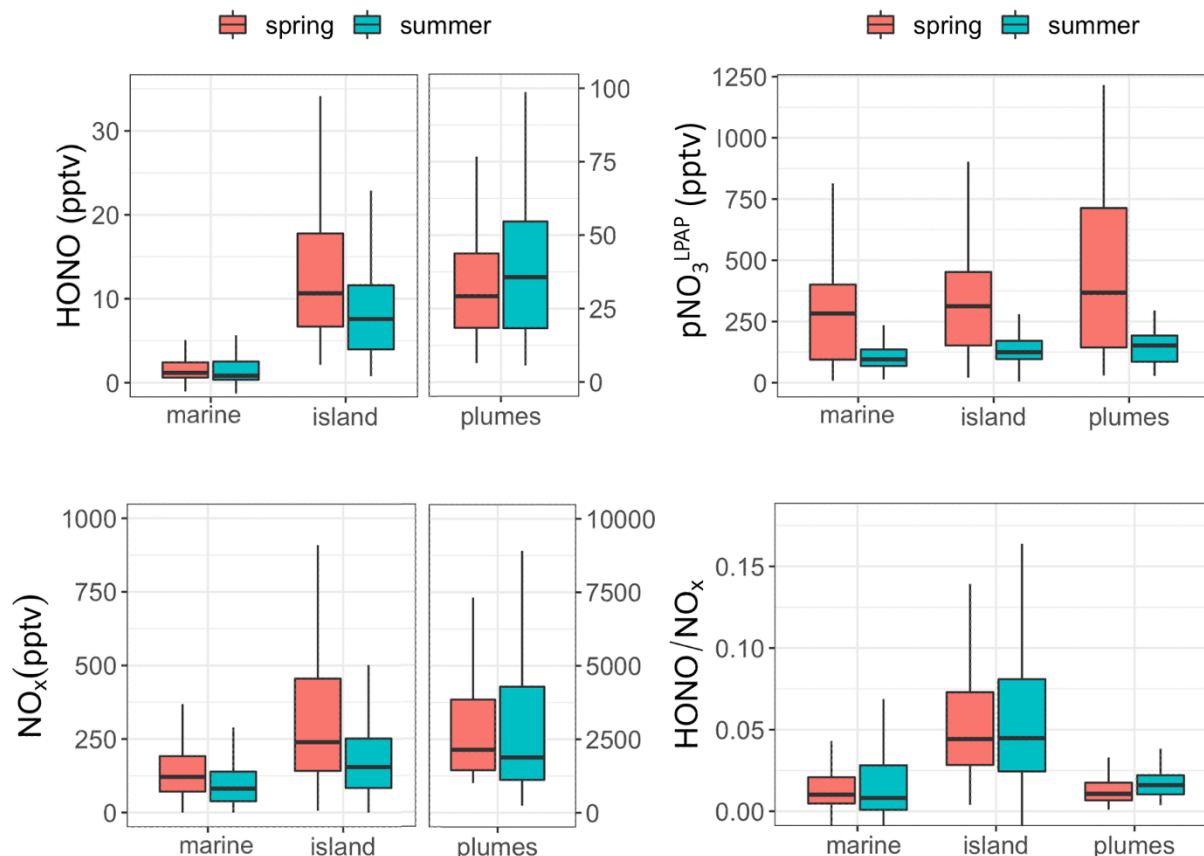 spring summer
spring summer
HONO (pptv)
30
20
10
0
100
75
50
25
0
marine island plumes
pNO₃ᴸᴾᴬᴾ (pptv)
1250
1000
750
500
250
0
marine island plumes
NOₓ(pptv)
1000
750
500
250
0
10000
7500
5000
2500
0
marine island plumes
HONO/NOₓ
0.15
0.10
0.05
0.00
marine island plumes